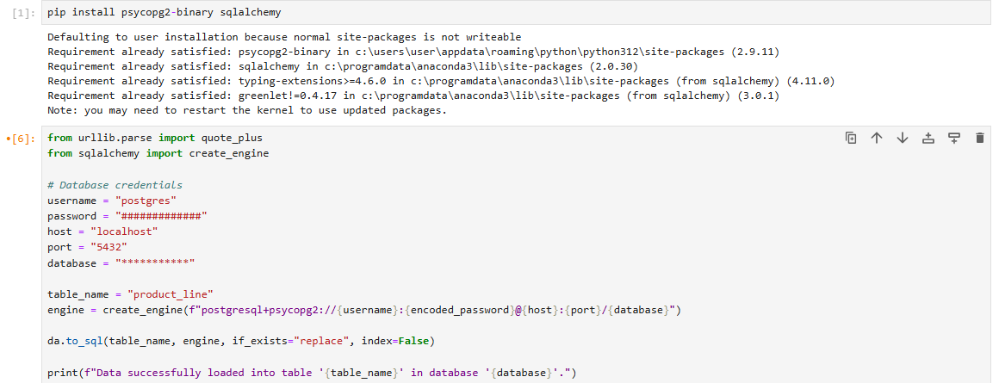 [1]: pip install psycopg2-binary sqlalchemy
Defaulting to user installation because normal site-packages is not writeable
Requirement already satisfied: psycopg2-binary in c:\users\user\appdata\roaming\python\python312\site-packages (2.9.11)
Requirement already satisfied: sqlalchemy in c:\programdata\anaconda3\lib\site-packages (2.0.30)
Requirement already satisfied: typing-extensions>=4.6.0 in c:\programdata\anaconda3\lib\site-packages (from sqlalchemy) (4.11.0)
Requirement already satisfied: greenlet!=0.4.17 in c:\programdata\anaconda3\lib\site-packages (from sqlalchemy) (3.0.1)
Note: you may need to restart the kernel to use updated packages.
•[6]: from urllib.parse import quote_plus
from sqlalchemy import create_engine
# Database credentials
username = "postgres"
password = "#############"
host = "localhost"
port = "5432"
database = "***********"
table_name = "product_line"
engine = create_engine(f"postgresql+psycopg2://{username}:{encoded_password}@{host}:{port}/{database}")
da.to_sql(table_name, engine, if_exists="replace", index=False)
print(f"Data successfully loaded into table '{table_name}' in database '{database}'.")